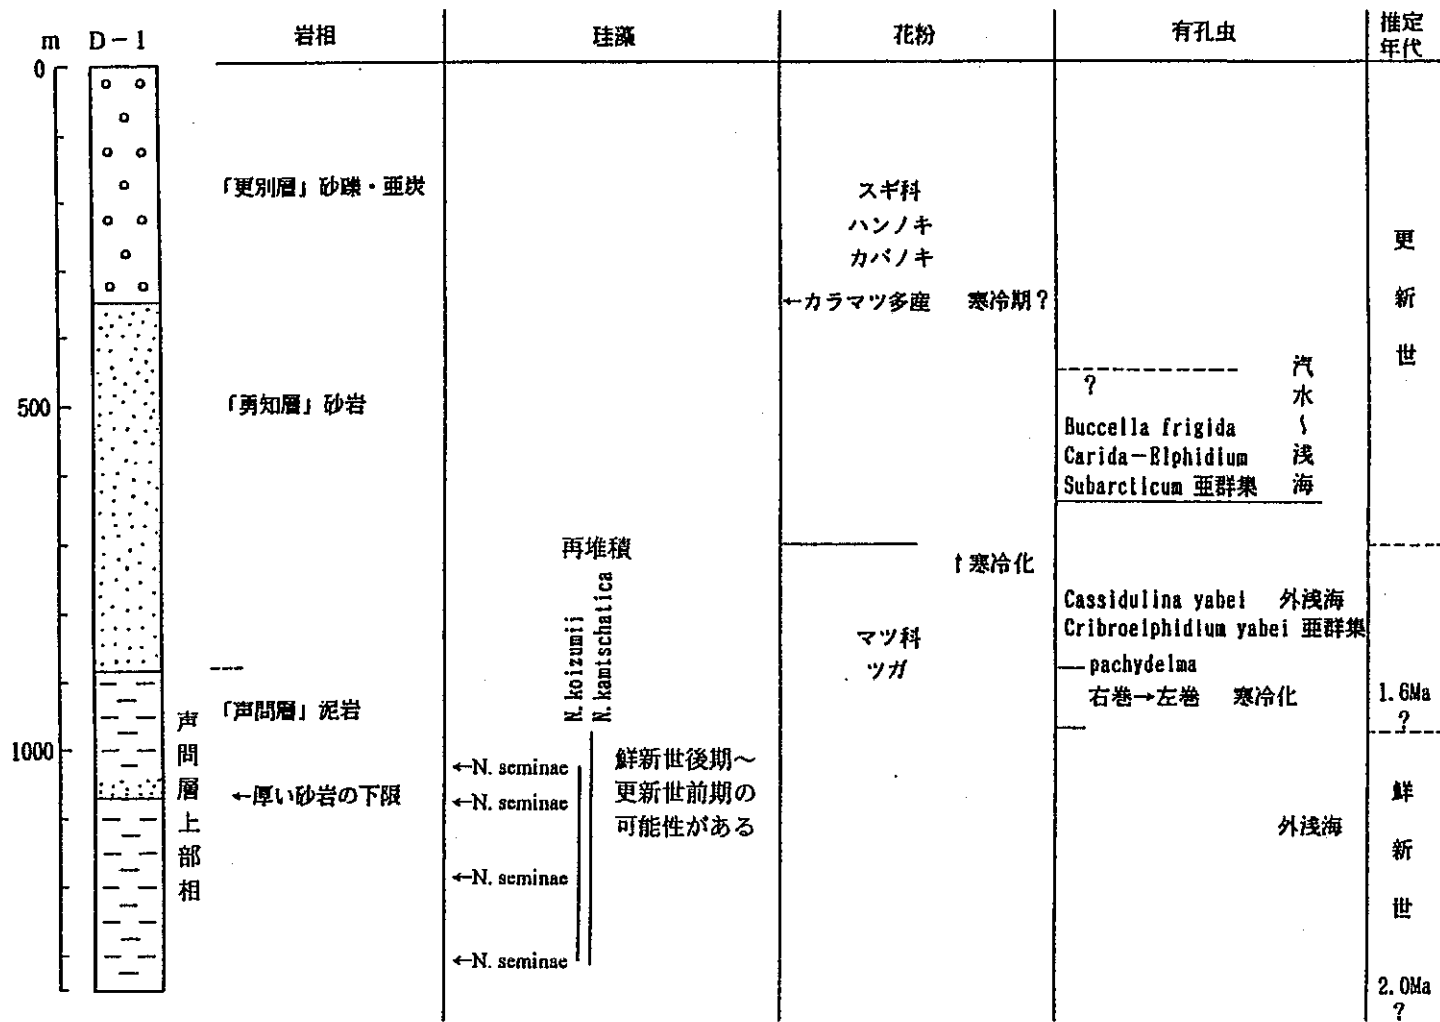 m D-1 岩相 珪藻 花粉 有孔虫 推定
年代
0
「更別層」砂礫・亜炭
スギ科
ハンノキ
カバノキ
←カラマツ多産 寒冷期?
更
新
世
?
汽
水
~
浅
海
500
「勇知層」砂岩
Buccella frigida
Carida-Elphidium
Subarcticum 亜群集
再堆積
↑寒冷化
N. koizumii
N. kamtschatica
マツ科
ツガ
Cassidulina yabei 外浅海
Cribroelphidium yabei 亜群集
pachydelma
右巻→左巻 寒冷化
1.6Ma
?
「声問層」泥岩
声
問
層
上
部
相
1000
←N. seminae
←N. seminae
←N. seminae
←N. seminae
鮮新世後期~
更新世前期の
可能性がある
←厚い砂岩の下限
外浅海
鮮
新
世
2.0Ma
?